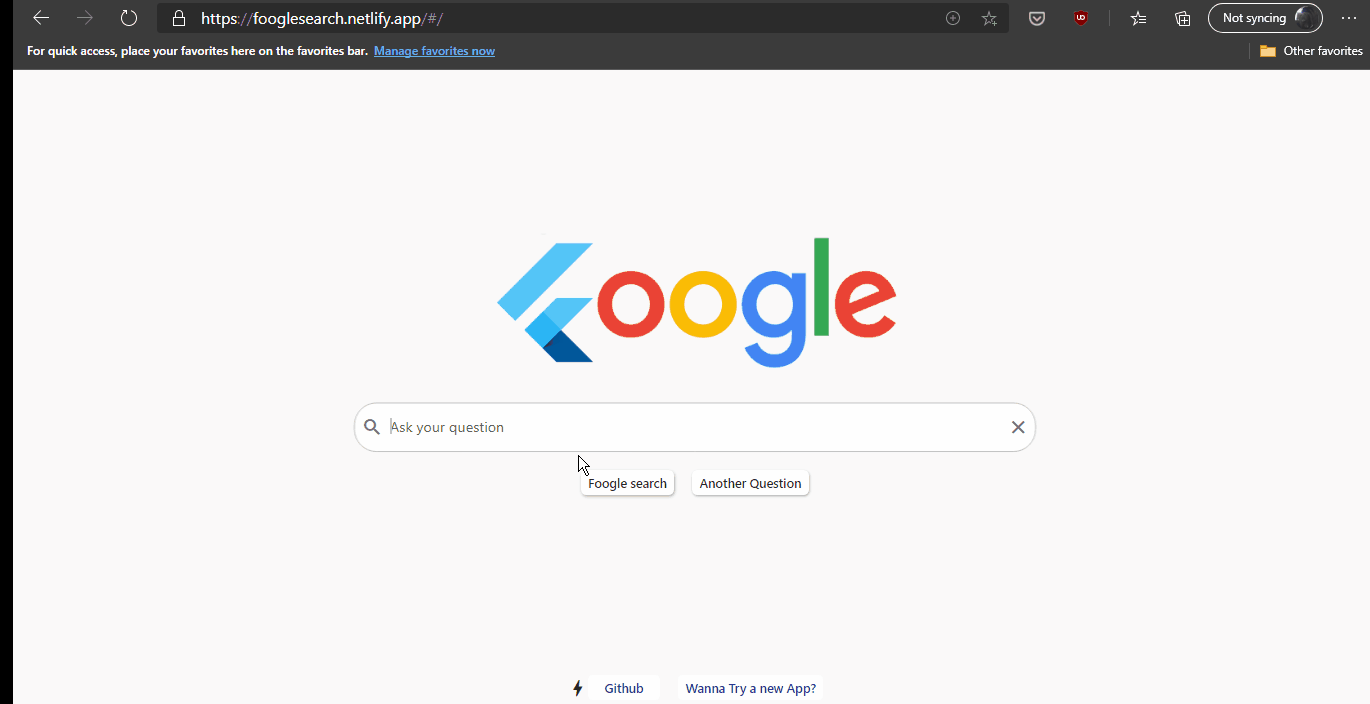 https://fooglesearch.netlify.app/#/
Not syncing
For quick access, place your favorites here on the favorites bar. Manage favorites now
Other favorites
oogle
Ask your question
Foogle search
Another Question
Github
Wanna Try a new App?